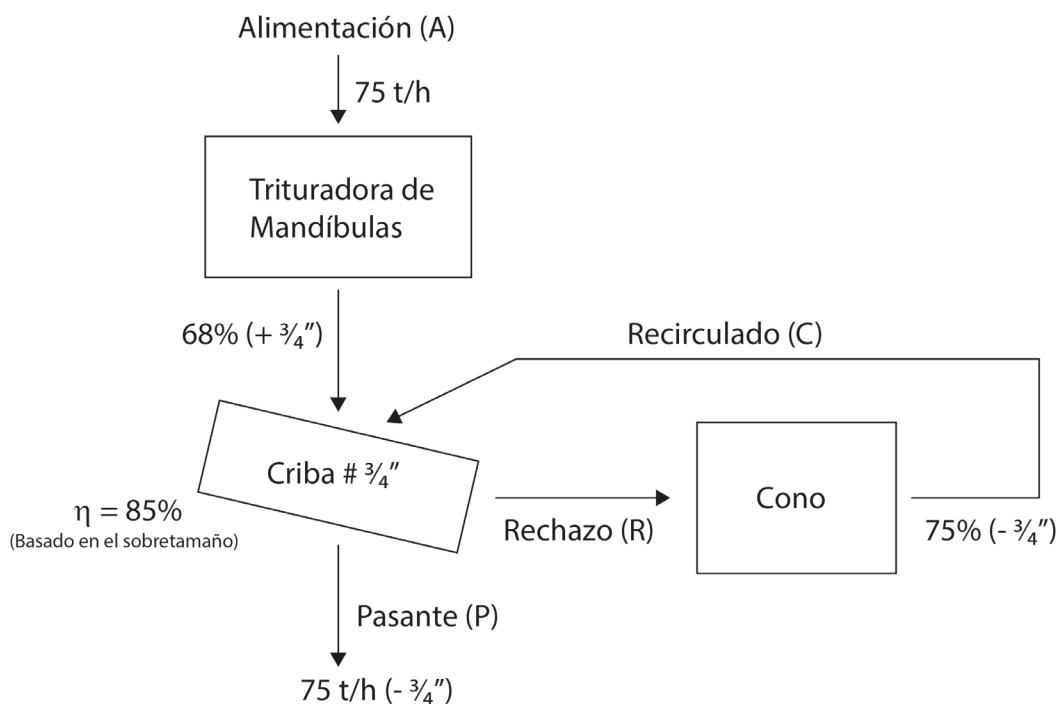 Alimentación (A)
75 t/h
Trituradora de
Mandíbulas
68% (+ ¾”)
Recirculado (C)
Criba # ¾”
η = 85%
(Basado en el sobretamaño)
Rechazo (R)
Cono
75% (- ¾”)
Pasante (P)
75 t/h (- ¾”)